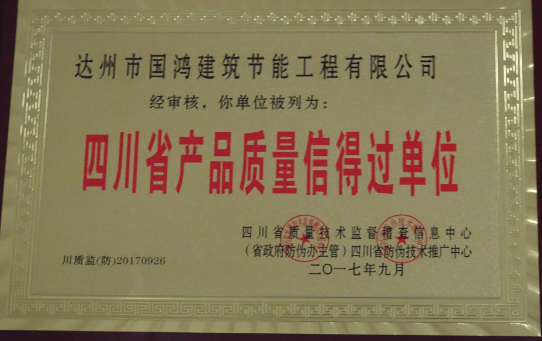 达州市国鸿建筑节能工程有限公司
经审核，你单位被列为：
四川省产品质量信得过单位
四川省质量技术监督稽查信息中心
（省政府防伪办主管）四川省防伪技术推广中心
川质监(防)20170926
二〇一七年九月